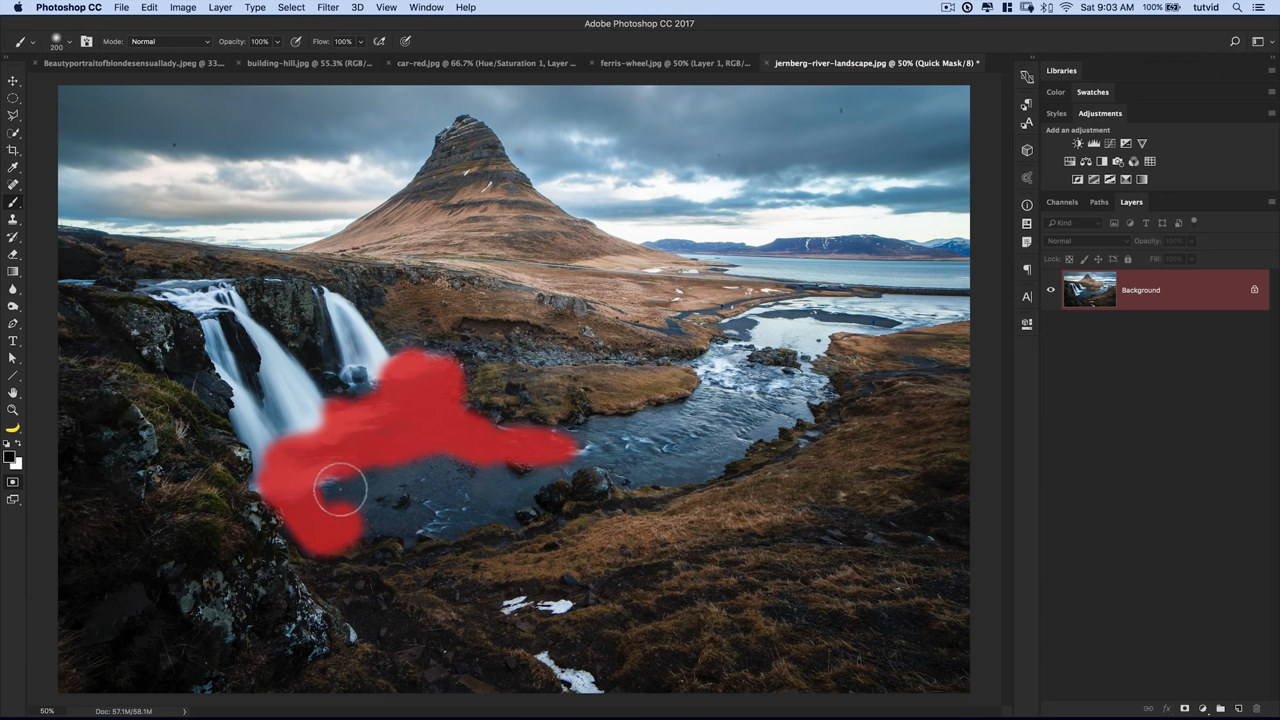 Photoshop CC File Edit Image Layer Type Select Filter 3D View Window Help Sat 9:03 AM 100% tutvid
Adobe Photoshop CC 2017
200 Mode: Normal Opacity: 100% Flow: 100%
Beautyportraitofblondesensuallady.jpeg @ 33.... building-hill.jpg @ 55.3% (RGB/... car-red.jpg @ 66.7% (Hue/Saturation 1, Layer ... ferris-wheel.jpg @ 50% (Layer 1, RGB/... jernberg-river-landscape.jpg @ 50% (Quick Mask/8) *
Libraries
Color Swatches
Styles Adjustments
Add an adjustment
Channels Paths Layers
Kind
Normal Opacity: 100%
Lock: Fill: 100%
Background
50% Doc: 57.1M/58.1M